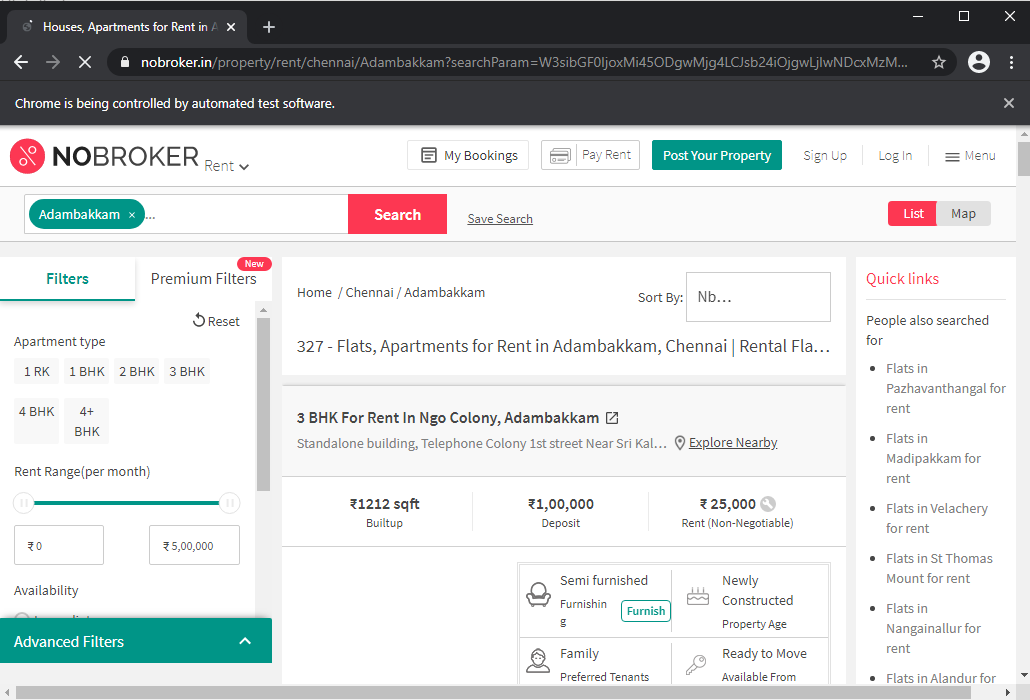 Houses, Apartments for Rent in A
nobroker.in/property/rent/chennai/Adambakkam?searchParam=W3sibGF0IjoxMi45ODgwMjg4LCJsb24iOjgwLjIwNDcxMzM...
Chrome is being controlled by automated test software.
NOBROKER Rent
My Bookings
Pay Rent
Post Your Property
Sign Up
Log In
Menu
Adambakkam × ...
Search
Save Search
List
Map
Filters
Premium Filters
New
Reset
Apartment type
1 RK
1 BHK
2 BHK
3 BHK
4 BHK
4+
BHK
Rent Range(per month)
₹ 0
₹ 5,00,000
Availability
Advanced Filters
Home / Chennai / Adambakkam
Sort By:
Nb...
327 - Flats, Apartments for Rent in Adambakkam, Chennai | Rental Fla...
3 BHK For Rent In Ngo Colony, Adambakkam
Standalone building, Telephone Colony 1st street Near Sri Kal...
Explore Nearby
₹1212 sqft
Builtup
₹1,00,000
Deposit
₹ 25,000
Rent (Non-Negotiable)
Semi furnished
Furnishin
g
Furnish
Newly
Constructed
Property Age
Family
Preferred Tenants
Ready to Move
Available From
Quick links
People also searched
for
Flats in
Pazhavanthangal for
rent
Flats in
Madipakkam for
rent
Flats in Velachery
for rent
Flats in St Thomas
Mount for rent
Flats in
Nanganallur for
rent
Flats in Alandur for